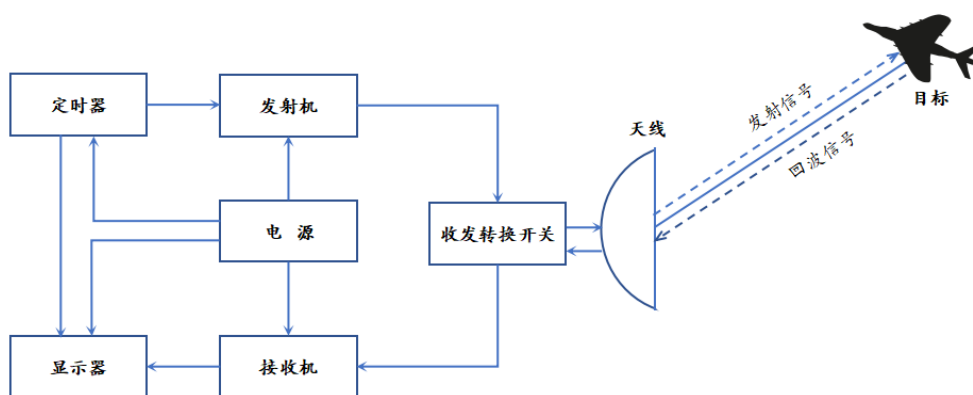 定时器
发射机
天线
发射信号
回波信号
目标
电 源
收发转换开关
显示器
接收机